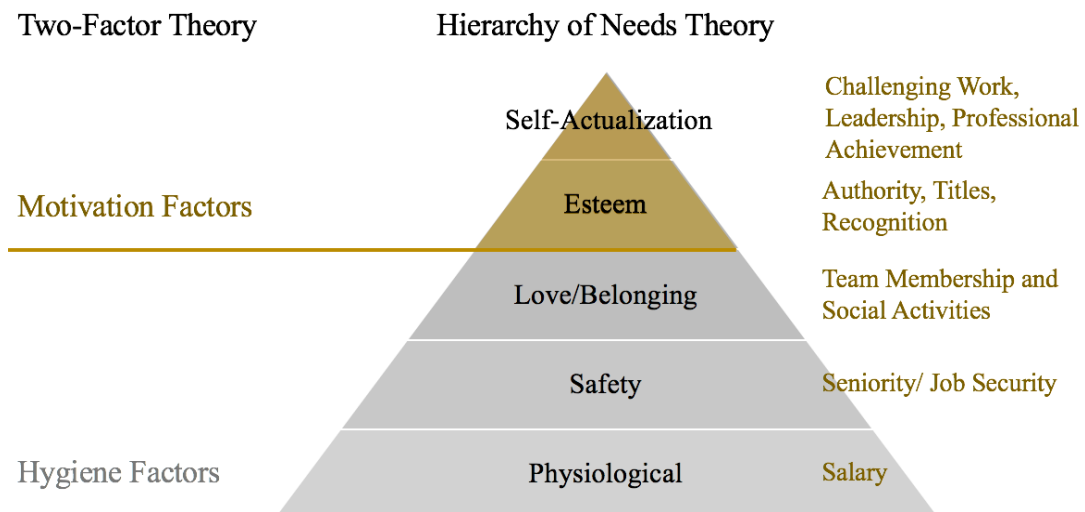 Two-Factor Theory
Hierarchy of Needs Theory
Self-Actualization
Challenging Work,
Leadership, Professional
Achievement
Motivation Factors
Esteem
Authority, Titles,
Recognition
Love/Belonging
Team Membership and
Social Activities
Safety
Seniority/ Job Security
Hygiene Factors
Physiological
Salary